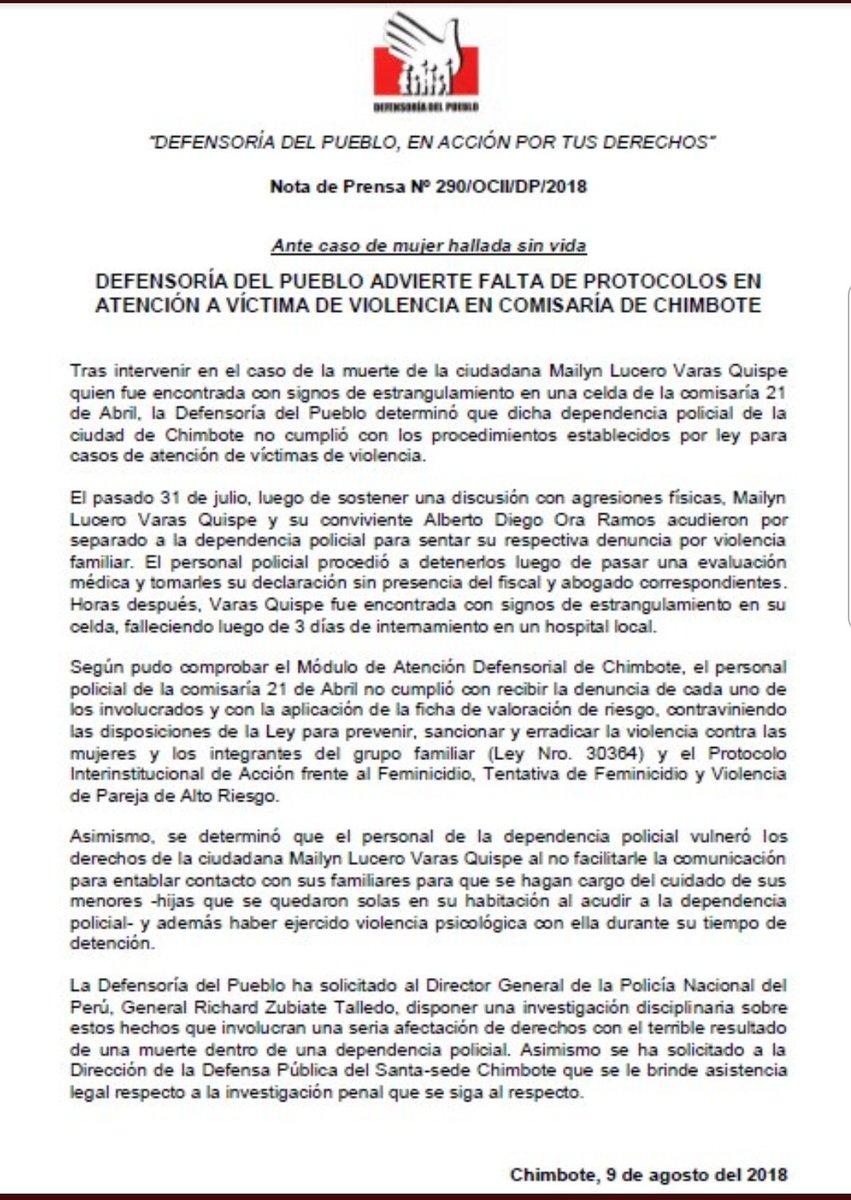 DEFENSORÍA DEL PUEBLO
"DEFENSORÍA DEL PUEBLO, EN ACCIÓN POR TUS DERECHOS"
Nota de Prensa Nº 290/OCII/DP/2018
Ante caso de mujer hallada sin vida
DEFENSORÍA DEL PUEBLO ADVIERTE FALTA DE PROTOCOLOS EN
ATENCIÓN A VÍCTIMA DE VIOLENCIA EN COMISARÍA DE CHIMBOTE
Tras intervenir en el caso de la muerte de la ciudadana Mailyn Lucero Varas Quispe
quien fue encontrada con signos de estrangulamiento en una celda de la comisaría 21
de Abril, la Defensoría del Pueblo determinó que dicha dependencia policial de la
ciudad de Chimbote no cumplió con los procedimientos establecidos por ley para
casos de atención de víctimas de violencia.
El pasado 31 de julio, luego de sostener una discusión con agresiones físicas, Mailyn
Lucero Varas Quispe y su conviviente Alberto Diego Ora Ramos acudieron por
separado a la dependencia policial para sentar su respectiva denuncia por violencia
familiar. El personal policial procedió a detenerlos luego de pasar una evaluación
médica y tomarles su declaración sin presencia del fiscal y abogado correspondientes.
Horas después, Varas Quispe fue encontrada con signos de estrangulamiento en su
celda, falleciendo luego de 3 días de internamiento en un hospital local.
Según pudo comprobar el Módulo de Atención Defensorial de Chimbote, el personal
policial de la comisaría 21 de Abril no cumplió con recibir la denuncia de cada uno de
los involucrados y con la aplicación de la ficha de valoración de riesgo, contraviniendo
las disposiciones de la Ley para prevenir, sancionar y erradicar la violencia contra las
mujeres y los integrantes del grupo familiar (Ley Nro. 30364) y el Protocolo
Interinstitucional de Acción frente al Feminicidio, Tentativa de Feminicidio y Violencia
de Pareja de Alto Riesgo.
Asimismo, se determinó que el personal de la dependencia policial vulneró los
derechos de la ciudadana Mailyn Lucero Varas Quispe al no facilitarle la comunicación
para entablar contacto con sus familiares para que se hagan cargo del cuidado de sus
menores -hijas que se quedaron solas en su habitación al acudir a la dependencia
policial- y además haber ejercido violencia psicológica con ella durante su tiempo de
detención.
La Defensoría del Pueblo ha solicitado al Director General de la Policía Nacional del
Perú, General Richard Zubiate Talledo, disponer una investigación disciplinaria sobre
estos hechos que involucran una seria afectación de derechos con el terrible resultado
de una muerte dentro de una dependencia policial. Asimismo se ha solicitado a la
Dirección de la Defensa Pública del Santa-sede Chimbote que se le brinde asistencia
legal respecto a la investigación penal que se siga al respecto.
Chimbote, 9 de agosto del 2018